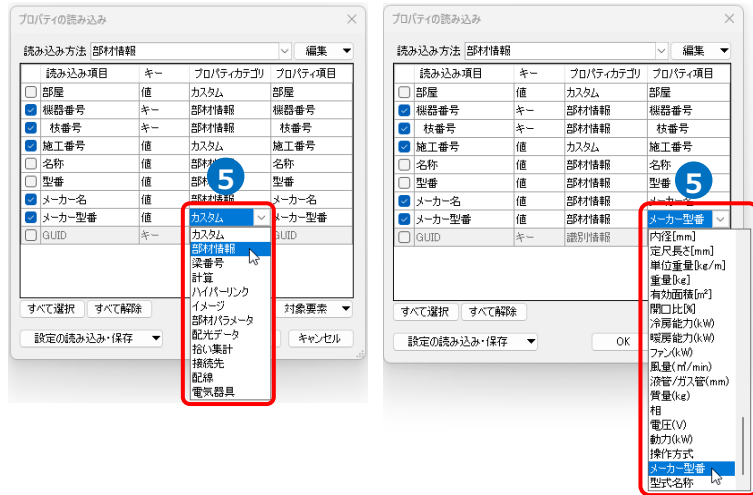 プロパティの読み込み
読み込み方法 部材情報 編集
読み込み項目 キー プロパティカテゴリ プロパティ項目
部屋 値 カスタム 部屋
機器番号 キー 部材情報 機器番号
枝番号 キー 部材情報 枝番号
施工番号 値 カスタム 施工番号
名称 値 名称
型番 値 型番
メーカー名 値 部材情報 メーカー名
メーカー型番 値 カスタム メーカー型番
GUID キー GUID
5
カスタム
部材情報
梁番号
計算
ハイパーリンク
イメージ
部材パラメータ
配光データ
拾い集計
接続先
配線
電気器具
すべて選択 すべて解除 対象要素
設定の読み込み・保存 キャンセル
プロパティの読み込み
読み込み方法 部材情報 編集
読み込み項目 キー プロパティカテゴリ プロパティ項目
部屋 値 カスタム 部屋
機器番号 キー 部材情報 機器番号
枝番号 キー 部材情報 枝番号
施工番号 値 カスタム 施工番号
名称 値 部材情報 名称
型番 値 部材情報 型番
メーカー名 値 部材情報 メーカー名
メーカー型番 値 部材情報 メーカー型番
GUID キー 識別情報
5
内径[mm]
定尺長さ[mm]
単位重量[kg/m]
重量[kg]
有効面積[㎡]
開口比[%]
冷房能力(kW)
暖房能力(kW)
ファン(kW)
風量(㎥/min)
液管/ガス管(mm)
質量(kg)
相
電圧(V)
動力(kW)
操作方式
メーカー型番
型式名称
すべて選択 すべて解除
設定の読み込み・保存 OK